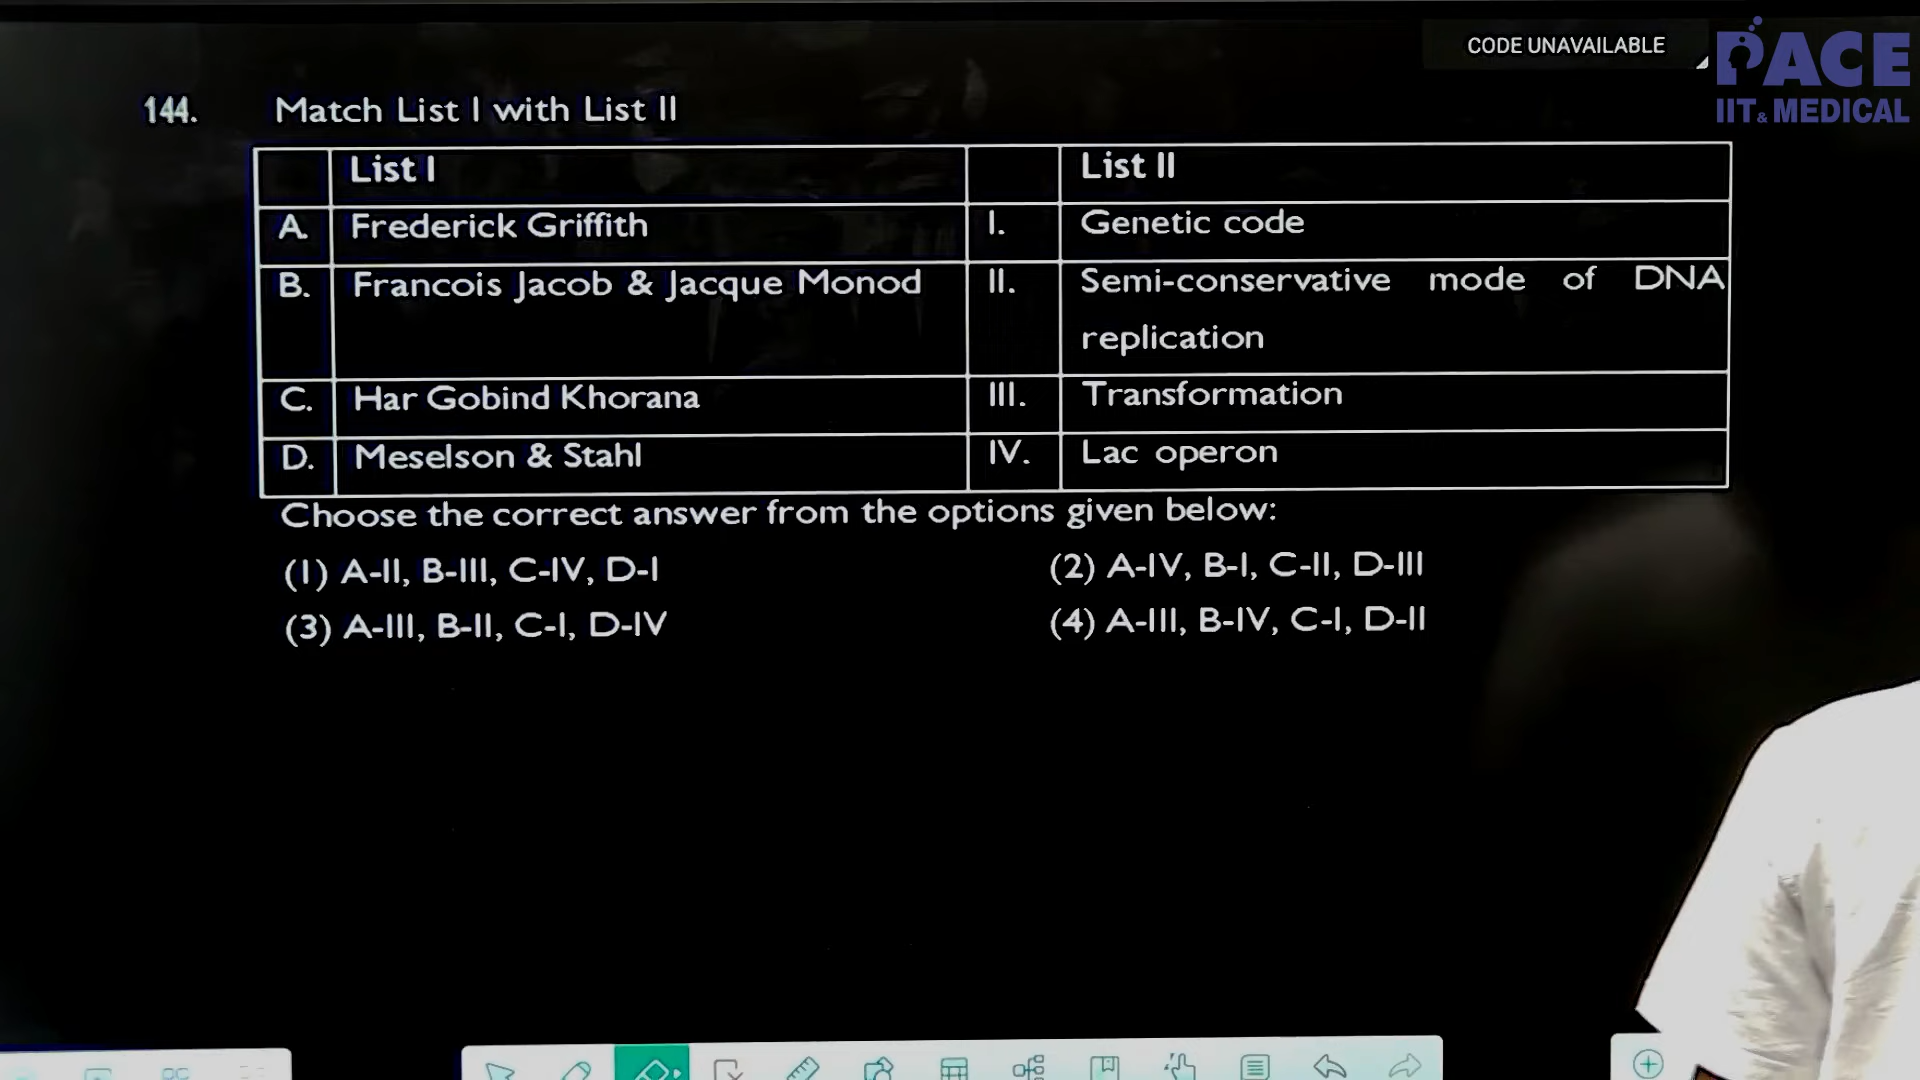 CODE UNAVAILABLE
PACE
IIT & MEDICAL
144. Match List I with List II
List I List II
A. Frederick Griffith I. Genetic code
B. Francois Jacob & Jacque Monod II. Semi-conservative mode of DNA
replication
C. Har Gobind Khorana III. Transformation
D. Meselson & Stahl IV. Lac operon
Choose the correct answer from the options given below:
(1) A-II, B-III, C-IV, D-I (2) A-IV, B-I, C-II, D-III
(3) A-III, B-II, C-I, D-IV (4) A-III, B-IV, C-I, D-II